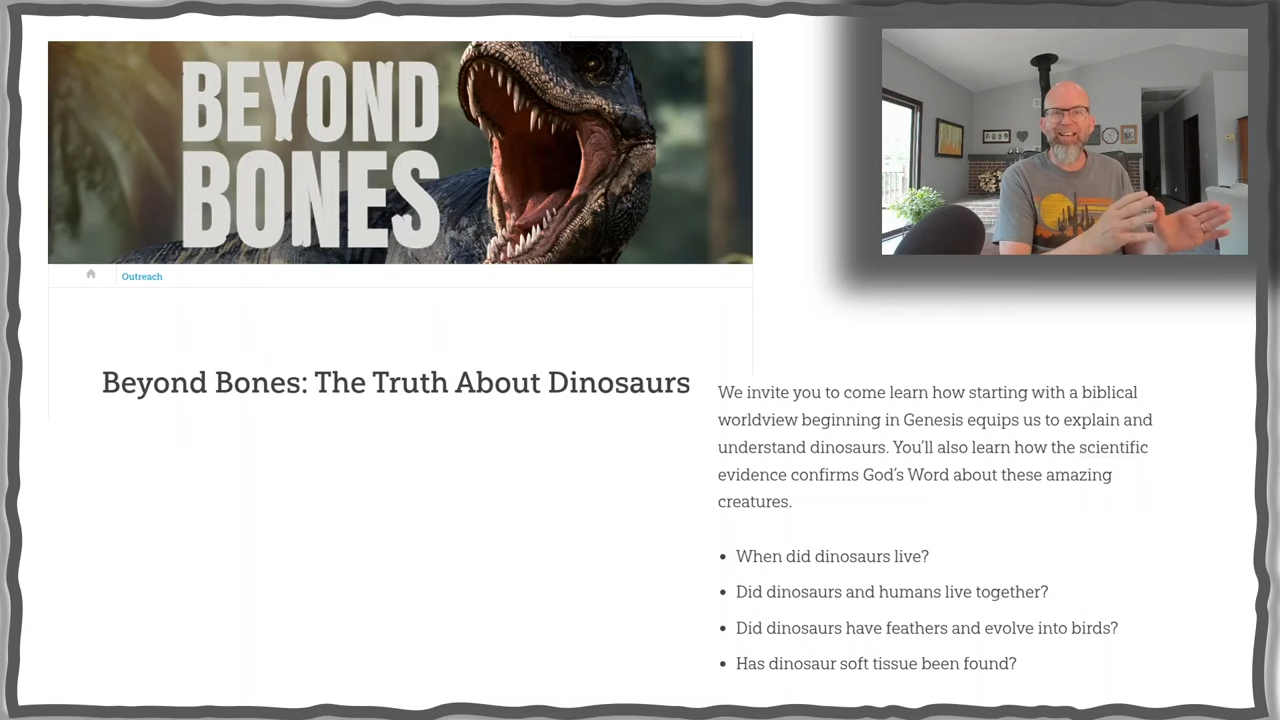 BEYOND
BONES
Outreach
Beyond Bones: The Truth About Dinosaurs
We invite you to come learn how starting with a biblical
worldview beginning in Genesis equips us to explain and
understand dinosaurs. You'll also learn how the scientific
evidence confirms God's Word about these amazing
creatures.
• When did dinosaurs live?
• Did dinosaurs and humans live together?
• Did dinosaurs have feathers and evolve into birds?
• Has dinosaur soft tissue been found?